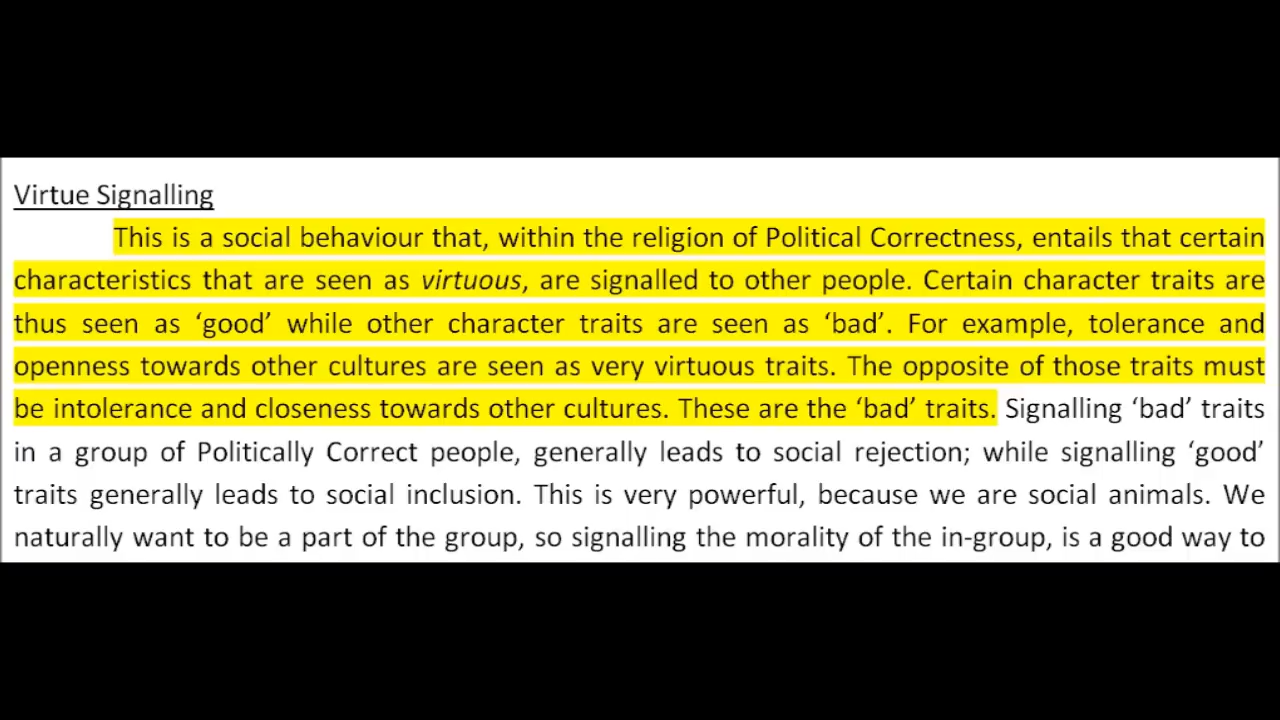 Virtue Signalling
This is a social behaviour that, within the religion of Political Correctness, entails that certain
characteristics that are seen as virtuous, are signalled to other people. Certain character traits are
thus seen as ‘good’ while other character traits are seen as ‘bad’. For example, tolerance and
openness towards other cultures are seen as very virtuous traits. The opposite of those traits must
be intolerance and closeness towards other cultures. These are the ‘bad’ traits. Signalling ‘bad’ traits
in a group of Politically Correct people, generally leads to social rejection; while signalling ‘good’
traits generally leads to social inclusion. This is very powerful, because we are social animals. We
naturally want to be a part of the group, so signalling the morality of the in-group, is a good way to